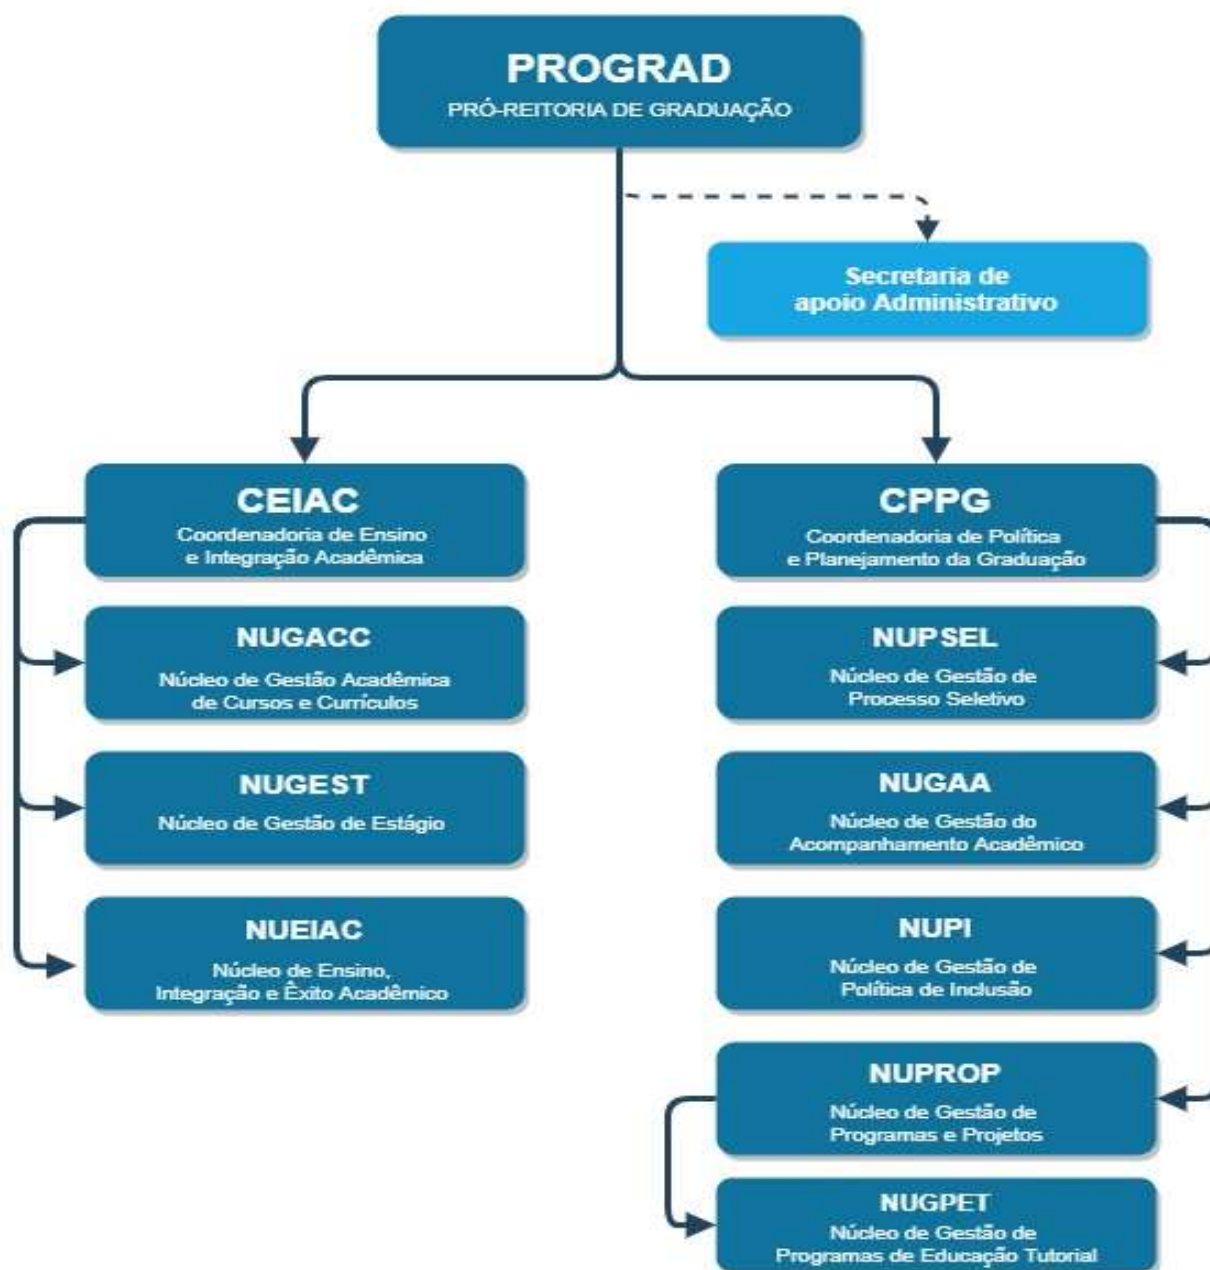 PROGRAD
PRÓ-REITORIA DE GRADUAÇÃO
Secretaria de
apoio Administrativo
CEIAC
Coordenadoria de Ensino
e Integração Acadêmica
NUGACC
Núcleo de Gestão Acadêmica
de Cursos e Currículos
NUGEST
Núcleo de Gestão de Estágio
NUEIAC
Núcleo de Ensino,
Integração e Êxito Acadêmico
CPPG
Coordenadoria de Política
e Planejamento da Graduação
NUPSEL
Núcleo de Gestão de
Processo Seletivo
NUGAA
Núcleo de Gestão do
Acompanhamento Acadêmico
NUPI
Núcleo de Gestão de
Política de Inclusão
NUPROP
Núcleo de Gestão de
Programas e Projetos
NUGPET
Núcleo de Gestão de
Programas de Educação Tutorial